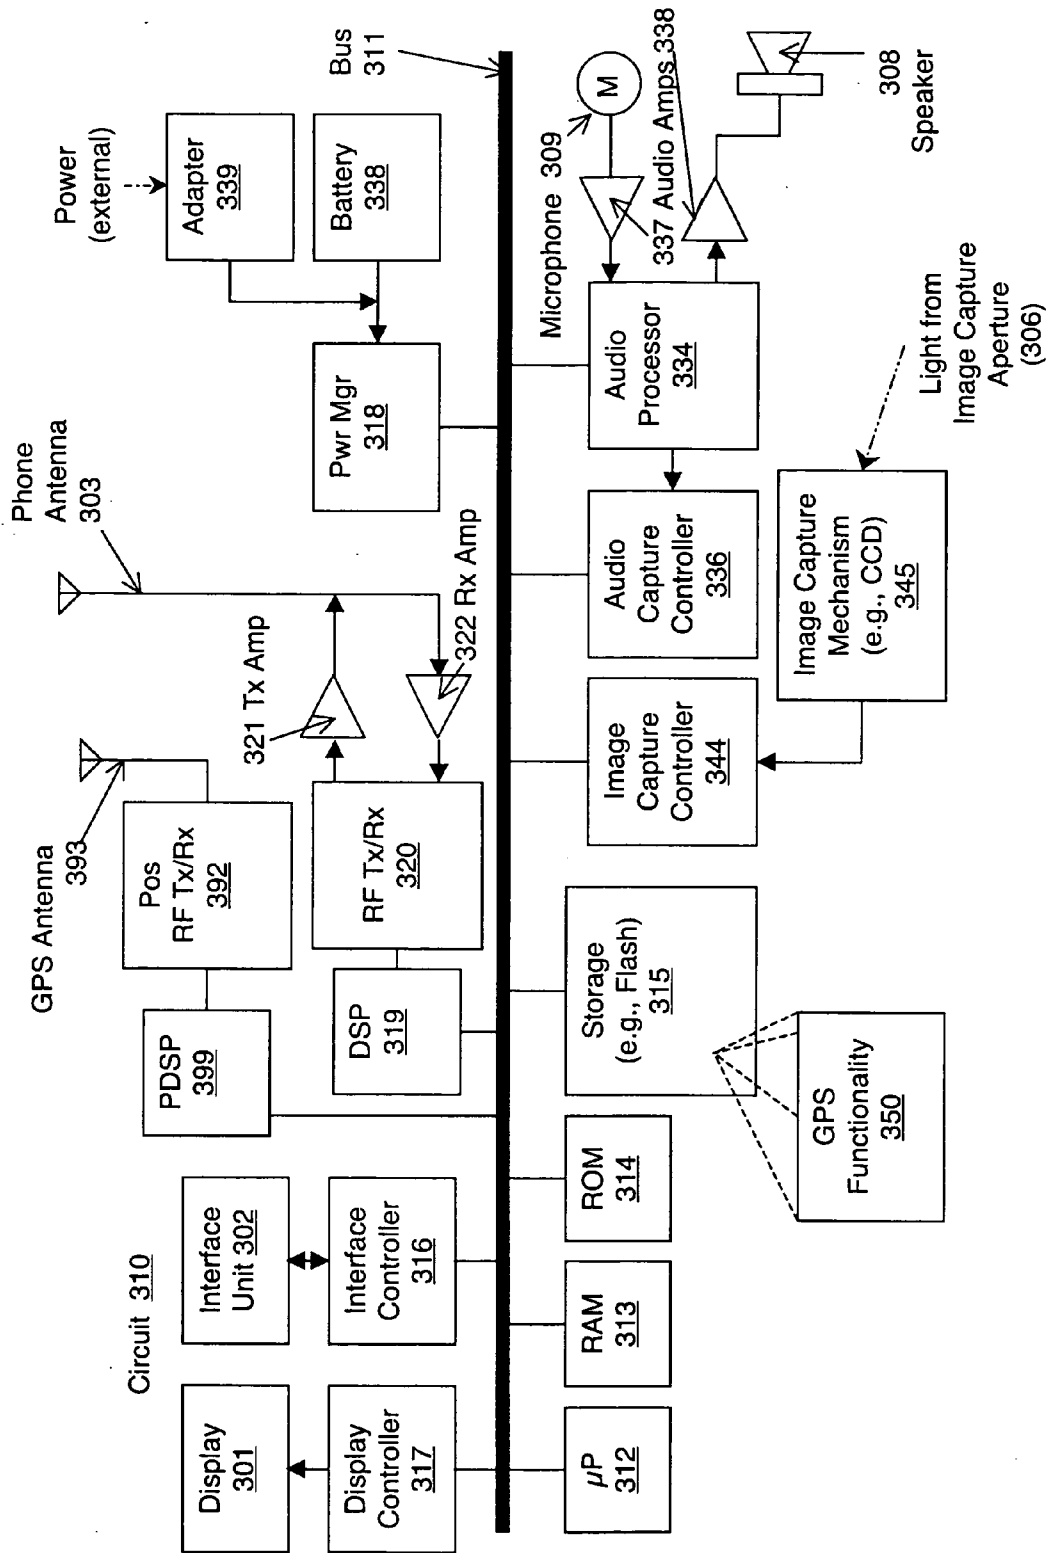 Circuit 310
Display
301
Display
Controller
317
Interface
Unit 302
Interface
Controller
316
GPS Antenna
393
PDSP
399
Pos
RF Tx/Rx
392
DSP
319
RF Tx/Rx
320
321 Tx Amp
322 Rx Amp
Phone
Antenna
303
Power
(external)
Adapter
339
Battery
338
Pwr Mgr
318
Bus
311
µP
312
RAM
313
ROM
314
Storage
(e.g., Flash)
315
GPS
Functionality
350
Image
Capture
Controller
344
Audio
Capture
Controller
336
Audio
Processor
334
Microphone 309
M
337 Audio Amps 338
308
Speaker
Image Capture
Mechanism
(e.g., CCD)
345
Light from
Image Capture
Aperture
(306)